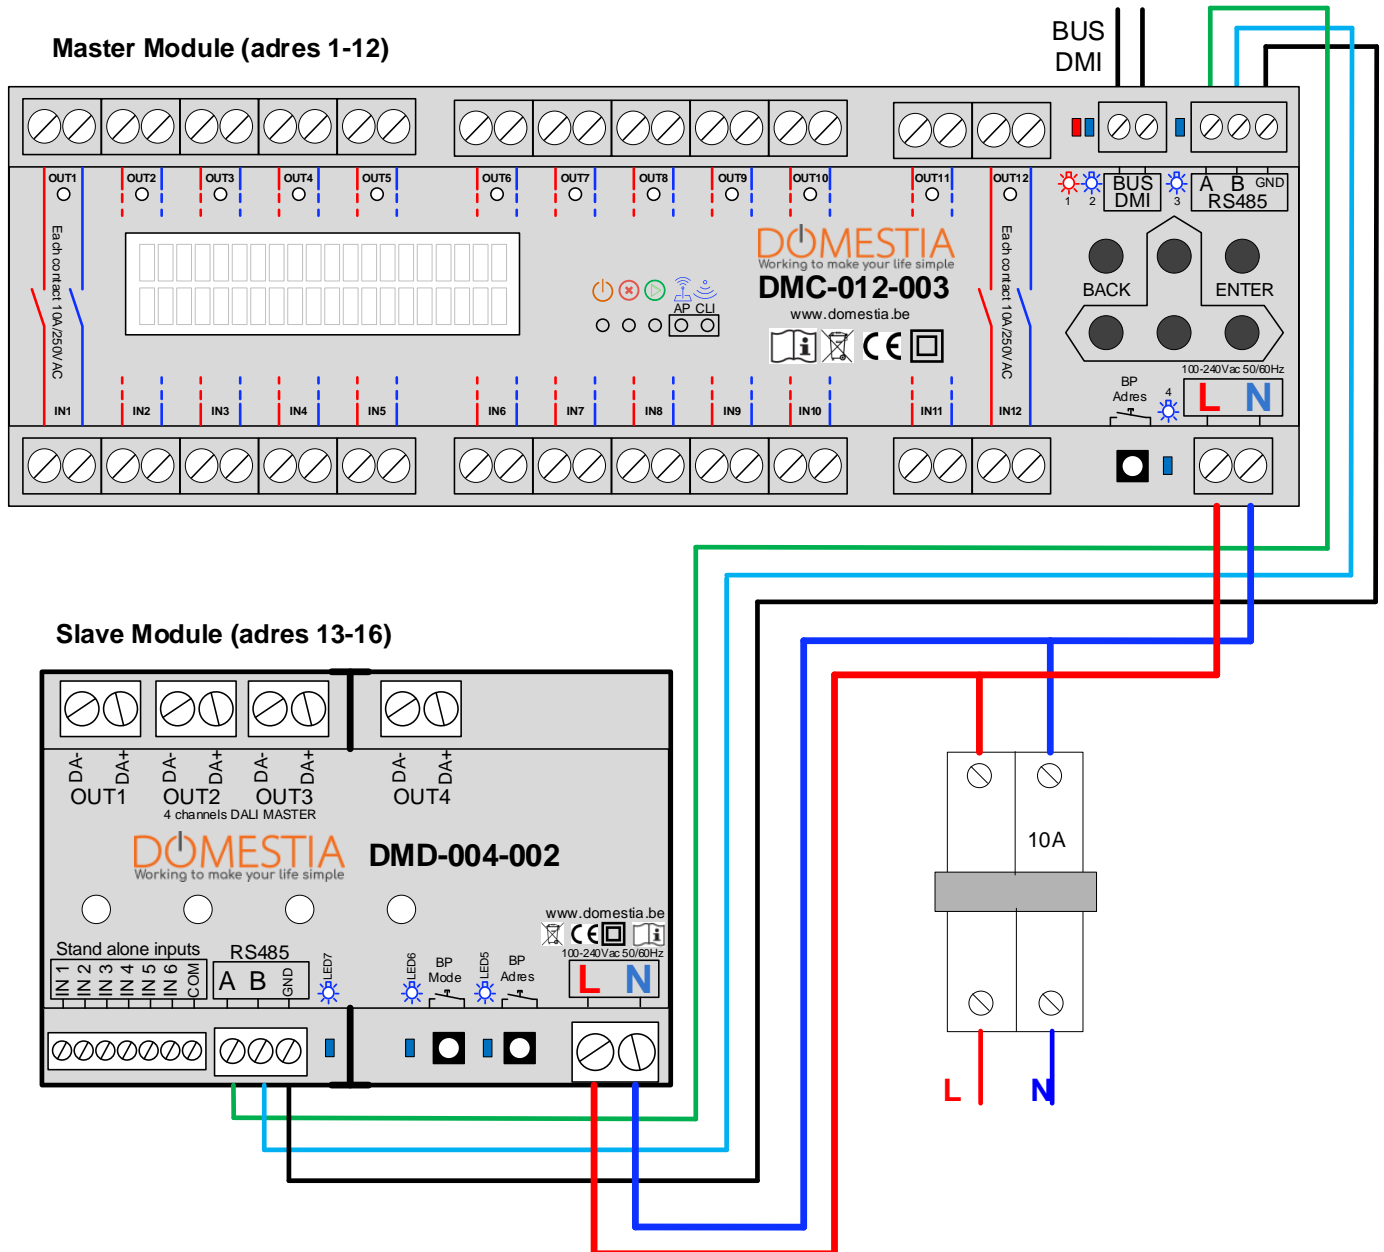 BUS
DMI
Master Module (adres 1-12)
OUT1 OUT2 OUT3 OUT4 OUT5 OUT6 OUT7 OUT8 OUT9 OUT10 OUT11 OUT12
1 2 BUS DMI 3 A B GND
RS485
Each contact 10A/250VAC
Each contact 10A/250VAC
DOMESTIA
Working to make your life simple
DMC-012-003
www.domestia.be
AP CLI
CE
BACK
ENTER
100-240Vac 50/60Hz
BP
Adres
4
L N
IN1 IN2 IN3 IN4 IN5 IN6 IN7 IN8 IN9 IN10 IN11 IN12
Slave Module (adres 13-16)
DA- DA+ DA- DA+ DA- DA+ DA- DA+
OUT1 OUT2 OUT3 OUT4
4 channels DALI MASTER
DOMESTIA
Working to make your life simple
DMD-004-002
10A
www.domestia.be
CE
100-240Vac 50/60Hz
Stand alone inputs
IN 1 IN 2 IN 3 IN 4 IN 5 IN 6 COM
RS485
A B GND
LED7
LED6
BP
Mode
LED5
BP
Adres
L N
L N